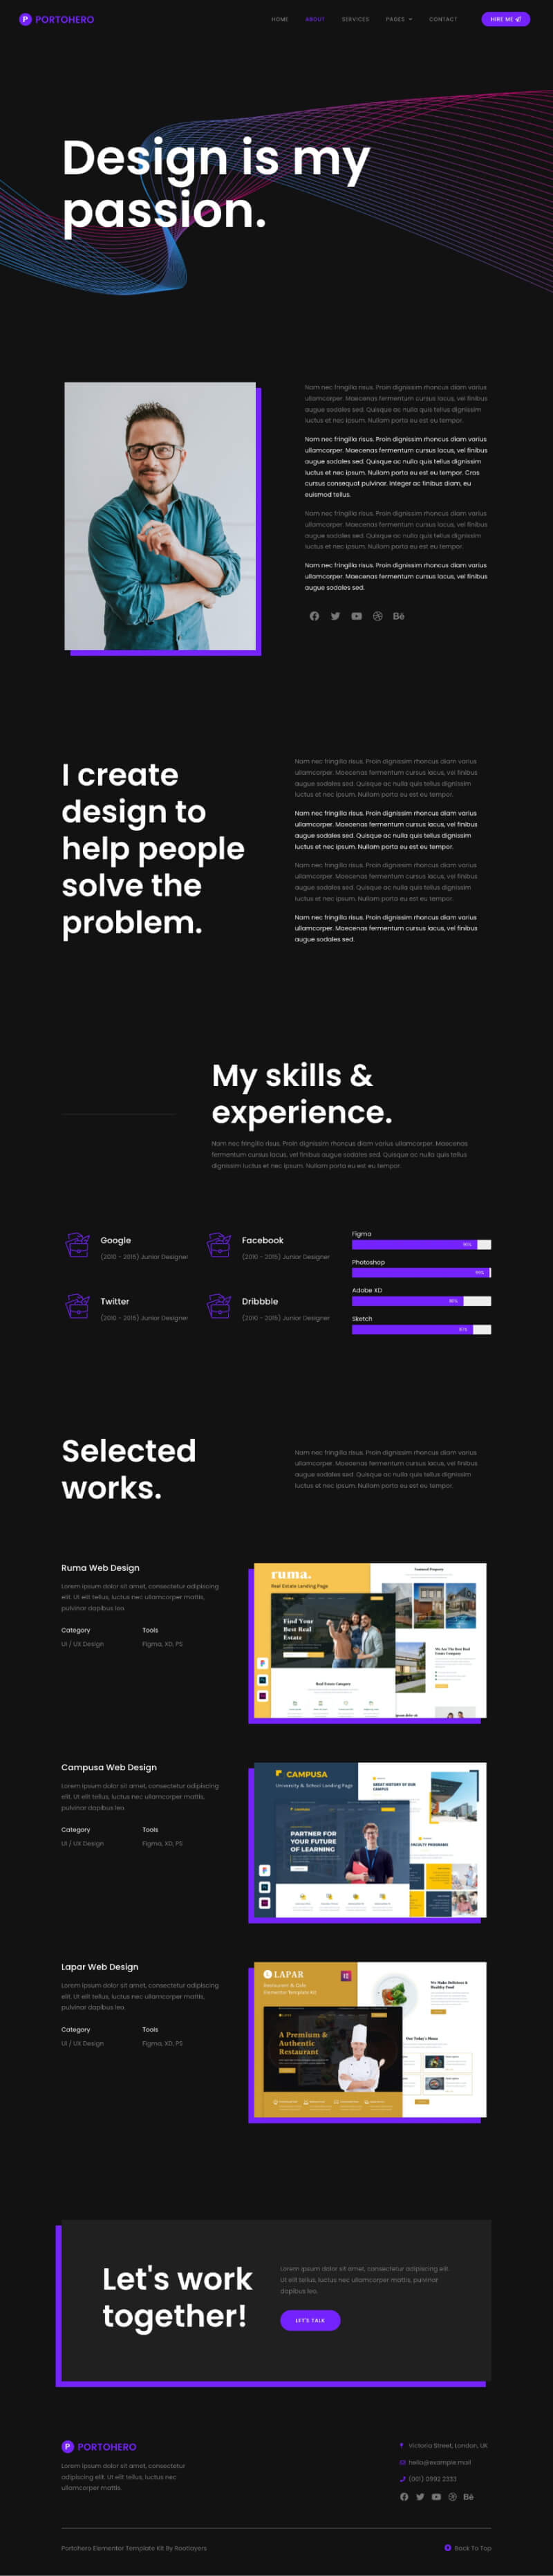 PORTOHERO
HOME ABOUT SERVICES PAGES CONTACT HIRE ME
Design is my
passion.
Nam nec fringilla risus. Proin dignissim rhoncus diam varius
ullamcorper. Maecenas fermentum cursus lacus, vel finibus
augue sodales sed. Quisque ac nulla quis tellus dignissim
luctus et nec ipsum. Nullam porta eu est eu tempor.
Nam nec fringilla risus. Proin dignissim rhoncus diam varius
ullamcorper. Maecenas fermentum cursus lacus, vel finibus
augue sodales sed. Quisque ac nulla quis tellus dignissim
luctus et nec ipsum. Nullam porta eu est eu tempor. Cras
cursus consequat pulvinar. Integer ac finibus diam, eu
euismod tellus.
Nam nec fringilla risus. Proin dignissim rhoncus diam varius
ullamcorper. Maecenas fermentum cursus lacus, vel finibus
augue sodales sed. Quisque ac nulla quis tellus dignissim
luctus et nec ipsum. Nullam porta eu est eu tempor.
Nam nec fringilla risus. Proin dignissim rhoncus diam varius
ullamcorper. Maecenas fermentum cursus lacus, vel finibus
augue sodales sed.
I create
design to
help people
solve the
problem.
Nam nec fringilla risus. Proin dignissim rhoncus diam varius
ullamcorper. Maecenas fermentum cursus lacus, vel finibus
augue sodales sed. Quisque ac nulla quis tellus dignissim
luctus et nec ipsum. Nullam porta eu est eu tempor.
Nam nec fringilla risus. Proin dignissim rhoncus diam varius
ullamcorper. Maecenas fermentum cursus lacus, vel finibus
augue sodales sed. Quisque ac nulla quis tellus dignissim
luctus et nec ipsum. Nullam porta eu est eu tempor.
Nam nec fringilla risus. Proin dignissim rhoncus diam varius
ullamcorper. Maecenas fermentum cursus lacus, vel finibus
augue sodales sed. Quisque ac nulla quis tellus dignissim
luctus et nec ipsum. Nullam porta eu est eu tempor.
Nam nec fringilla risus. Proin dignissim rhoncus diam varius
ullamcorper. Maecenas fermentum cursus lacus, vel finibus
augue sodales sed.
My skills &
experience.
Nam nec fringilla risus. Proin dignissim rhoncus diam varius ullamcorper. Maecenas
fermentum cursus lacus, vel finibus augue sodales sed. Quisque ac nulla quis tellus
dignissim luctus et nec ipsum. Nullam porta eu est eu tempor.
Google
(2010 - 2015) Junior Designer
Facebook
(2010 - 2015) Junior Designer
Twitter
(2010 - 2015) Junior Designer
Dribbble
(2010 - 2015) Junior Designer
Figma
Photoshop
Adobe XD
Sketch
Selected
works.
Nam nec fringilla risus. Proin dignissim rhoncus diam varius
ullamcorper. Maecenas fermentum cursus lacus, vel finibus
augue sodales sed. Quisque ac nulla quis tellus dignissim
luctus et nec ipsum. Nullam porta eu est eu tempor.
Ruma Web Design
Lorem ipsum dolor sit amet, consectetur adipiscing
elit. Ut elit tellus, luctus nec ullamcorper mattis,
pulvinar dapibus leo.
Category Tools
UI / UX Design Figma, XD, PS
ruma.
Real Estate Landing Page
Find Your
Best Real
Estate
Campusa Web Design
Lorem ipsum dolor sit amet, consectetur adipiscing
elit. Ut elit tellus, luctus nec ullamcorper mattis,
pulvinar dapibus leo.
Category Tools
UI / UX Design Figma, XD, PS
CAMPUSA
University & School Landing Page
PARTNER FOR
YOUR FUTURE
OF LEARNING
Lapar Web Design
Lorem ipsum dolor sit amet, consectetur adipiscing
elit. Ut elit tellus, luctus nec ullamcorper mattis,
pulvinar dapibus leo.
Category Tools
UI / UX Design Figma, XD, PS
LAPAR
Restaurant & Cafe
Elementor Template Kit
A Premium &
Authentic
Restaurant
Let's work
together!
Lorem ipsum dolor sit amet, consectetur adipiscing elit.
Ut elit tellus, luctus nec ullamcorper mattis, pulvinar
dapibus leo.
LET'S TALK
PORTOHERO
Lorem ipsum dolor sit amet, consectetur
adipiscing elit. Ut elit tellus, luctus nec
ullamcorper mattis.
Victoria Street, London, UK
hello@example.mail
(001) 0992 2333
Portohero Elementor Template Kit By Rootlayers
Back To Top